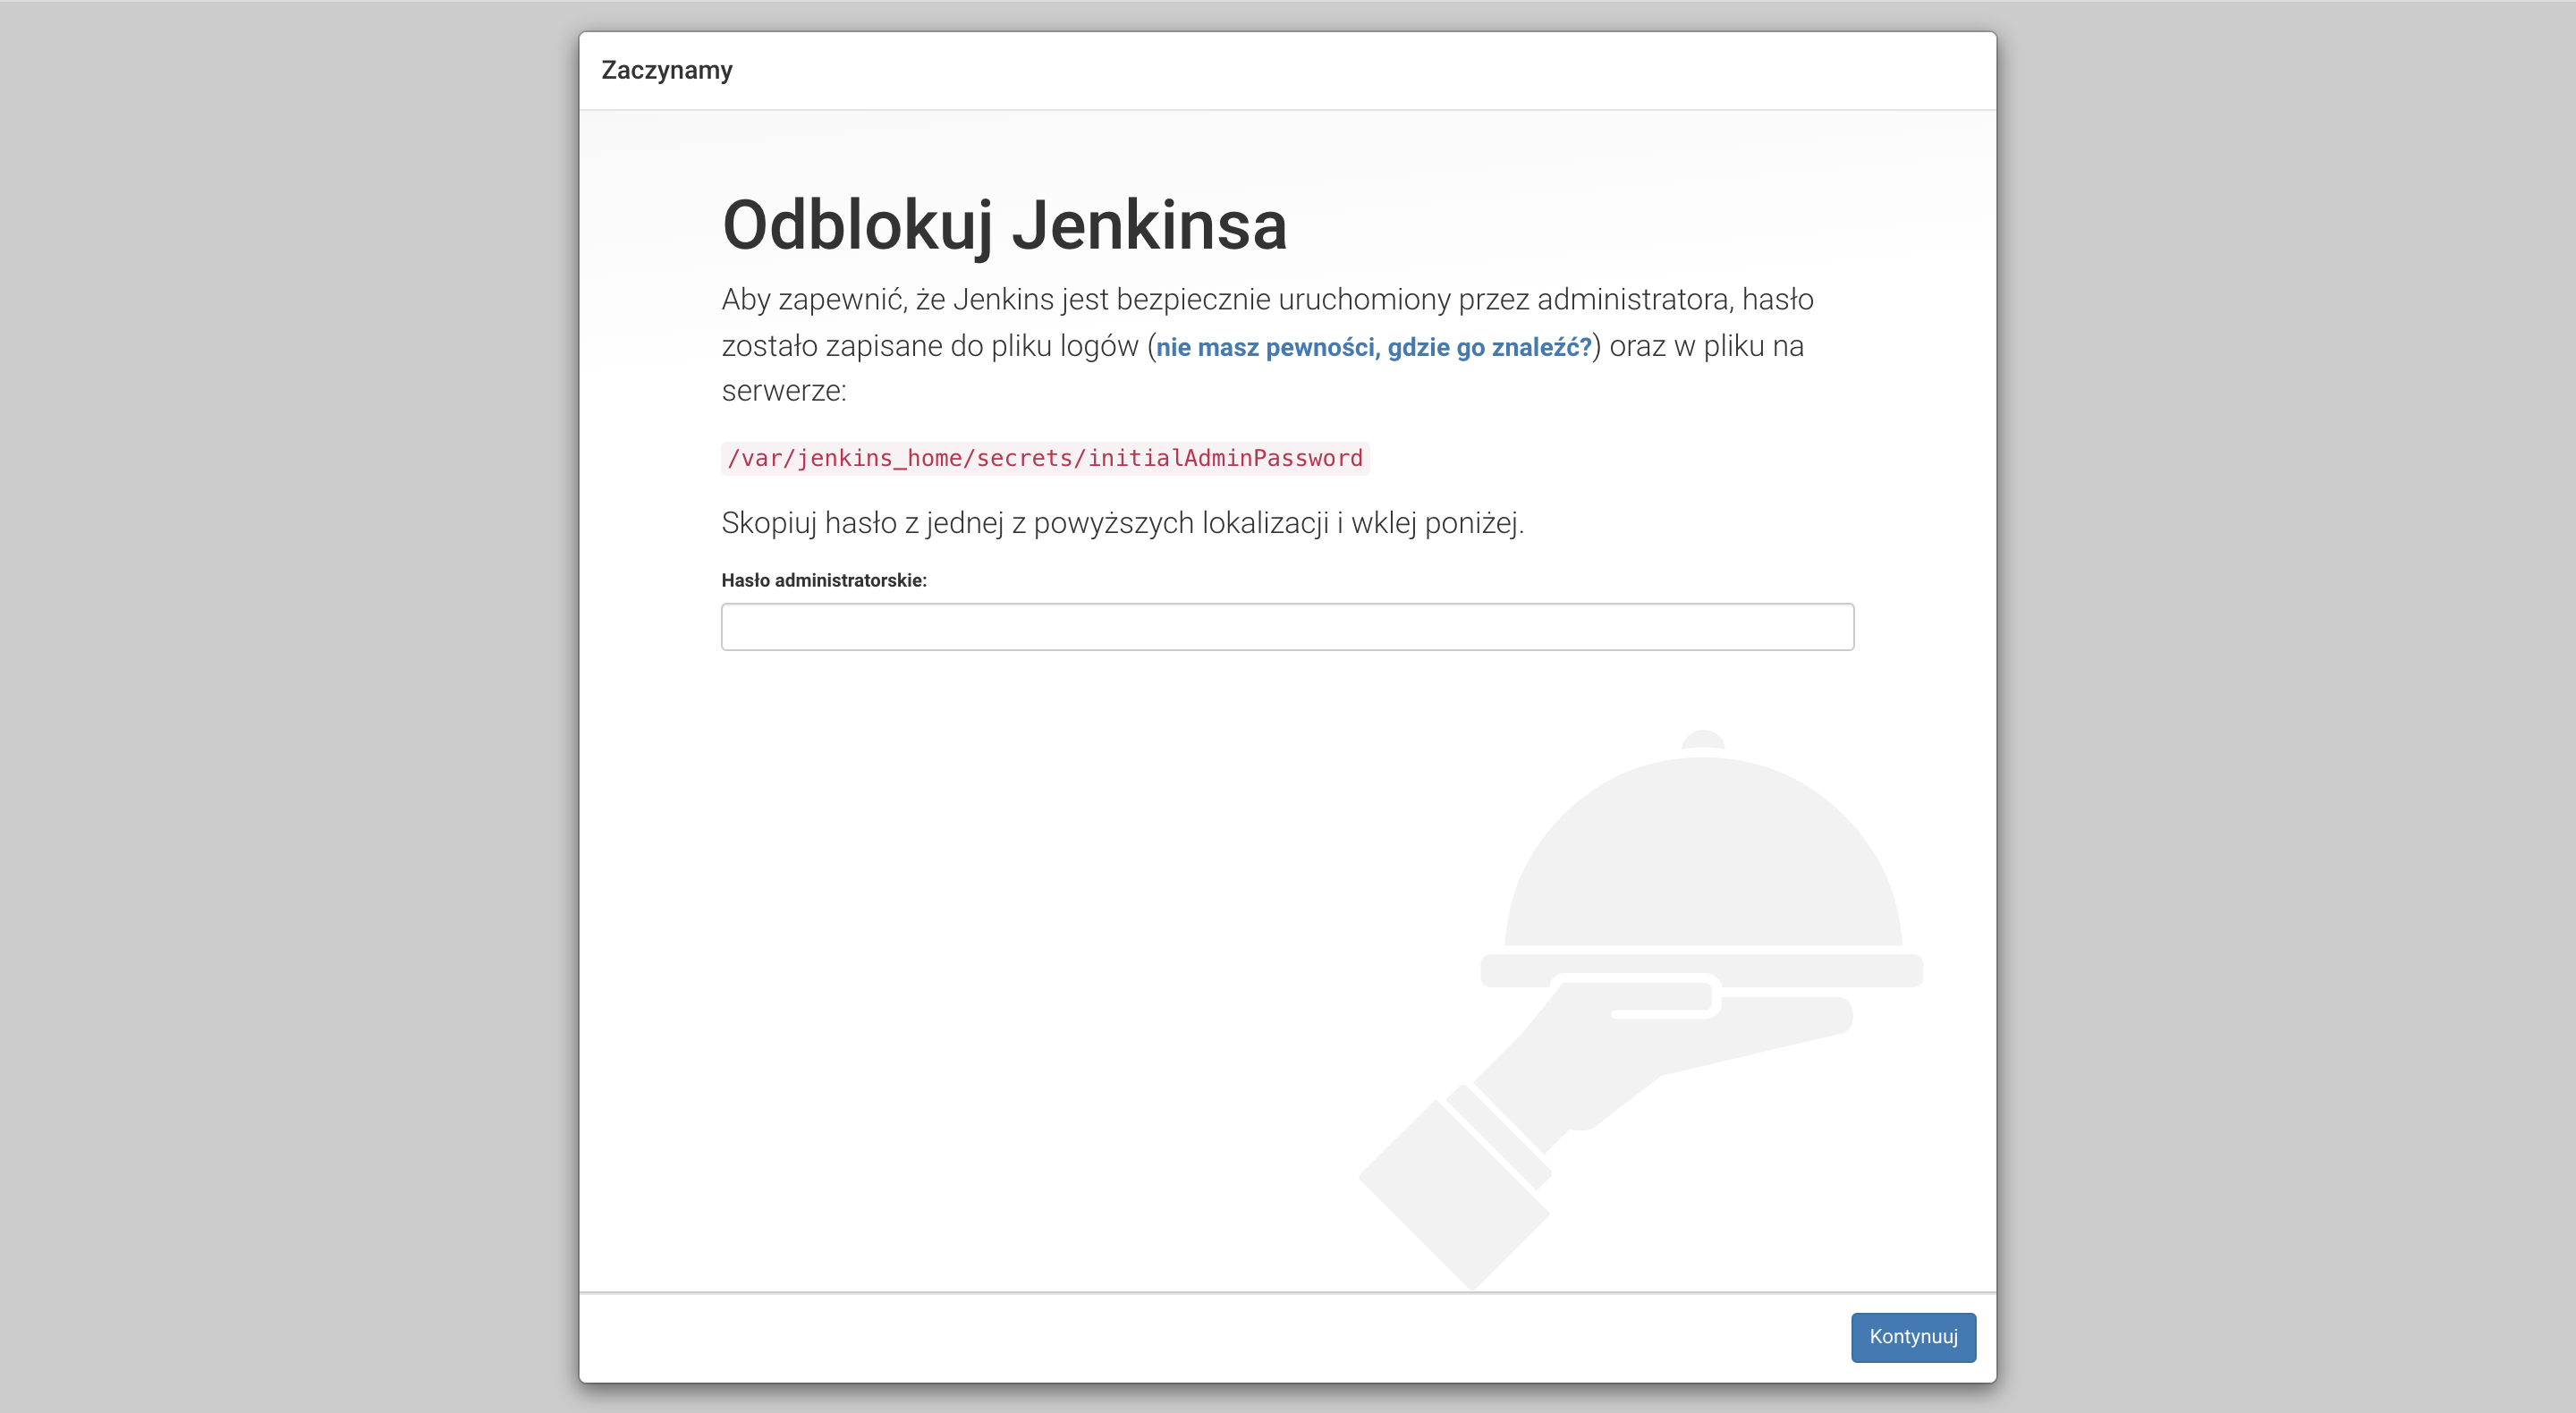 Zaczynamy
Odblokuj Jenkinsa
Aby zapewnić, że Jenkins jest bezpiecznie uruchomiony przez administratora, hasło
zostało zapisane do pliku logów (nie masz pewności, gdzie go znaleźć?) oraz w pliku na
serwerze:
/var/jenkins_home/secrets/initialAdminPassword
Skopiuj hasło z jednej z powyższych lokalizacji i wklej poniżej.
Hasło administratorskie:
Kontynuuj